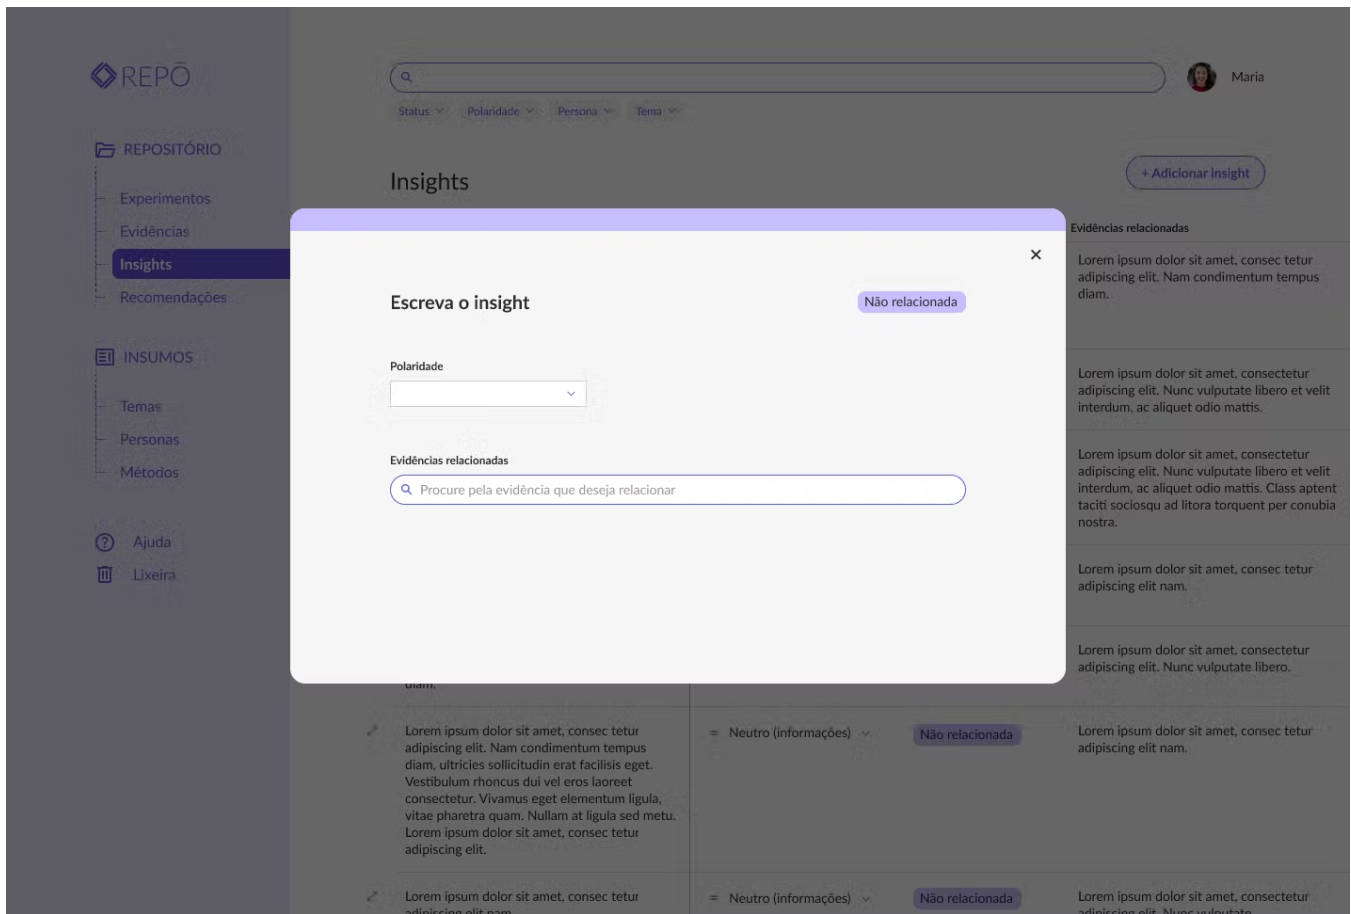 REPŌ
Maria
Status
Polaridade
Persona
Tema
REPOSITÓRIO
Experimentos
Evidências
Insights
Recomendações
INSUMOS
Temas
Personas
Métodos
Ajuda
Lixeira
Insights
+ Adicionar insight
Evidências relacionadas
Escreva o insight
Não relacionada
Polaridade
Evidências relacionadas
Procure pela evidência que deseja relacionar
Lorem ipsum dolor sit amet, consec tetur
adipiscing elit. Nam condimentum tempus
diam.
Lorem ipsum dolor sit amet, consectetur
adipiscing elit. Nunc vulputate libero et velit
interdum, ac aliquet odio mattis.
Lorem ipsum dolor sit amet, consectetur
adipiscing elit. Nunc vulputate libero et velit
interdum, ac aliquet odio mattis. Class aptent
taciti sociosqu ad litora torquent per conubia
nostra.
Lorem ipsum dolor sit amet, consec tetur
adipiscing elit nam.
Lorem ipsum dolor sit amet, consectetur
adipiscing elit. Nunc vulputate libero.
diam.
Lorem ipsum dolor sit amet, consec tetur
adipiscing elit. Nam condimentum tempus
diam, ultricies sollicitudin erat facilisis eget.
Vestibulum rhoncus dui vel eros laoreet
consectetur. Vivamus eget elementum ligula,
vitae pharetra quam. Nullam at ligula sed metu.
Lorem ipsum dolor sit amet, consec tetur
adipiscing elit.
Neutro (informações)
Não relacionada
Lorem ipsum dolor sit amet, consec tetur
adipiscing elit nam.
Lorem ipsum dolor sit amet, consec tetur
adipiscing elit nam.
Neutro (informações)
Não relacionada
Lorem ipsum dolor sit amet, consectetur
adipiscing elit. Nunc vulputate